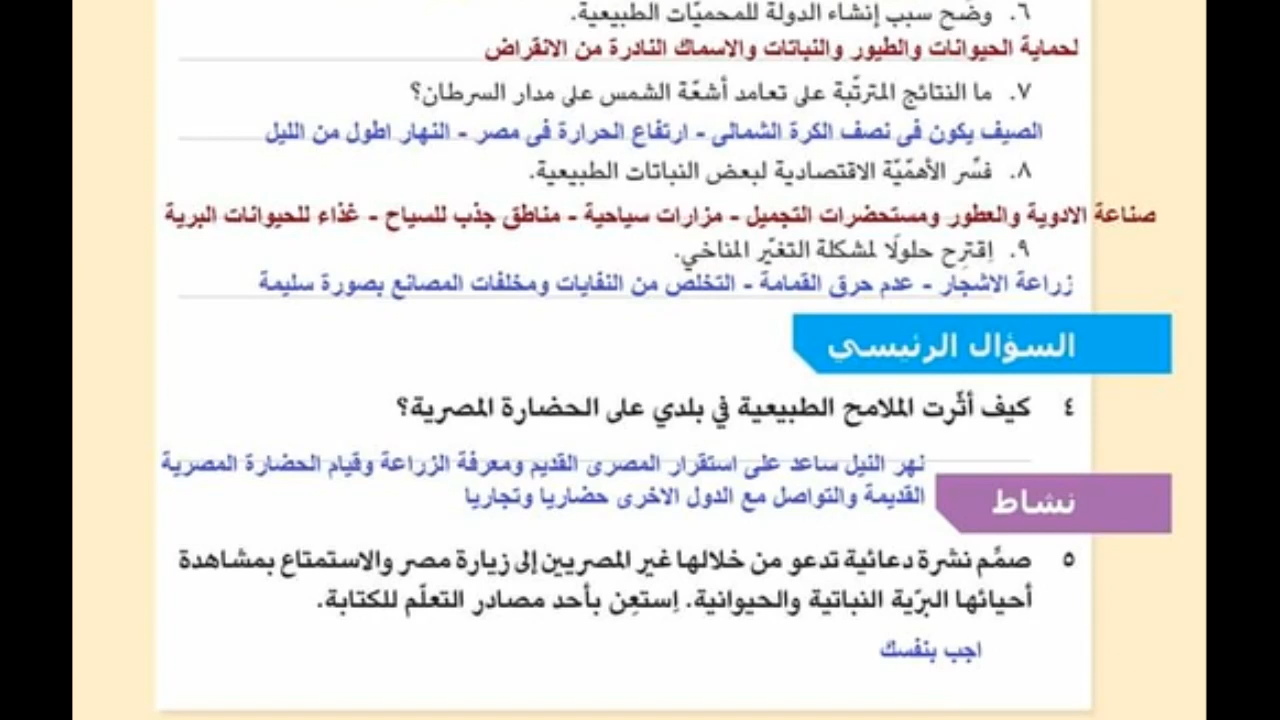 ٦. وضّح سبب إنشاء الدولة للمحميّات الطبيعية.
لحماية الحيوانات والطيور والنباتات والاسماك النادرة من الانقراض
٧. ما النتائج المترتّبة على تعامد أشعّة الشمس على مدار السرطان؟
الصيف يكون فى نصف الكرة الشمالى - ارتفاع الحرارة فى مصر - النهار اطول من الليل
٨. فسِّر الأهمّيّة الاقتصادية لبعض النباتات الطبيعية.
صناعة الادوية والعطور ومستحضرات التجميل - مزارات سياحية - مناطق جذب للسياح - غذاء للحيوانات البرية
٩. اِقترِح حلولًا لمشكلة التغيّر المناخي.
زراعة الاشجار - عدم حرق القمامة - التخلص من النفايات ومخلفات المصانع بصورة سليمة
السؤال الرئيسي
٤ كيف أثّرت الملامح الطبيعية في بلدي على الحضارة المصرية؟
نهر النيل ساعد على استقرار المصرى القديم ومعرفة الزراعة وقيام الحضارة المصرية
القديمة والتواصل مع الدول الاخرى حضاريا وتجاريا
نشاط
٥ صمِّم نشرة دعائية تدعو من خلالها غير المصريين إلى زيارة مصر والاستمتاع بمشاهدة
أحيائها البرّية النباتية والحيوانية. اِستعِن بأحد مصادر التعلّم للكتابة.
اجب بنفسك